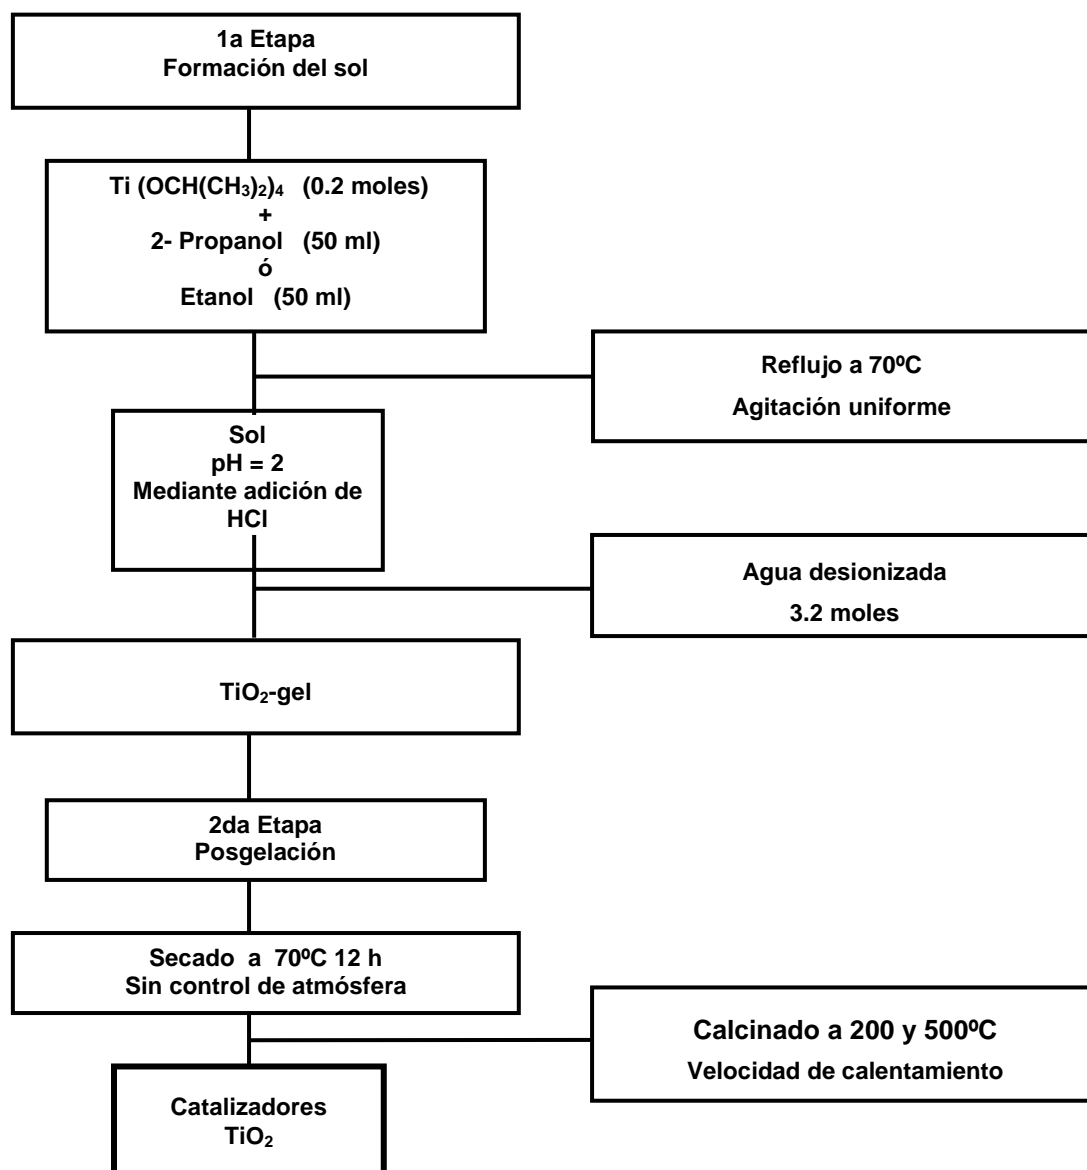 1a Etapa
Formación del sol
Ti (OCH(CH₃)₂)₄ (0.2 moles)
+
2- Propanol (50 ml)
ó
Etanol (50 ml)
Reflujo a 70ºC
Agitación uniforme
Sol
pH = 2
Mediante adición de
HCl
Agua desionizada
3.2 moles
TiO₂-gel
2da Etapa
Posgelación
Secado a 70ºC 12 h
Sin control de atmósfera
Calcinado a 200 y 500ºC
Velocidad de calentamiento
Catalizadores
TiO₂